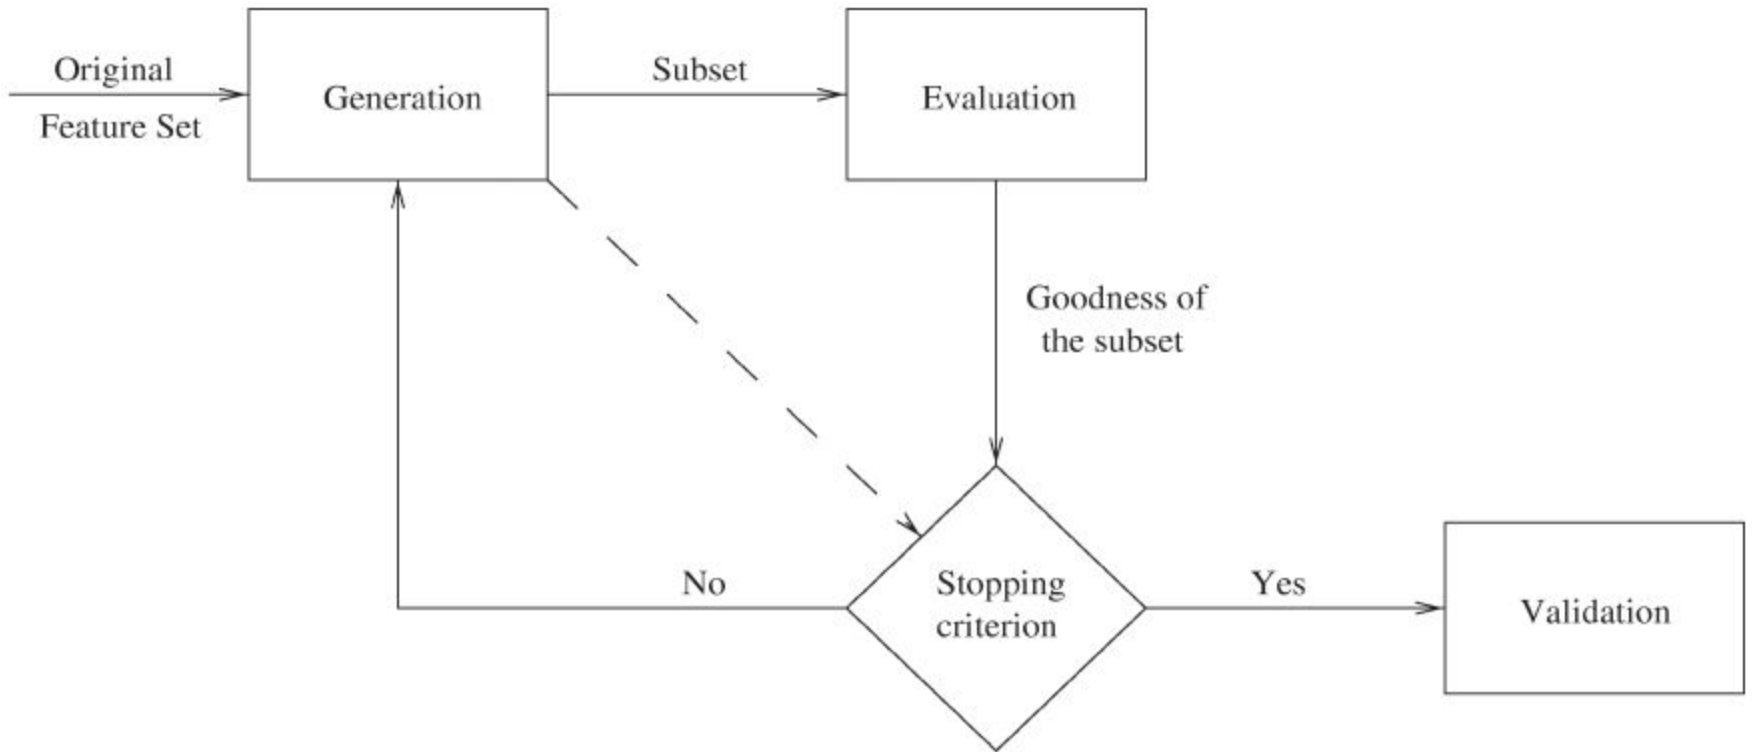 Original
Feature Set
Generation
Subset
Evaluation
Goodness of
the subset
No
Stopping
criterion
Yes
Validation